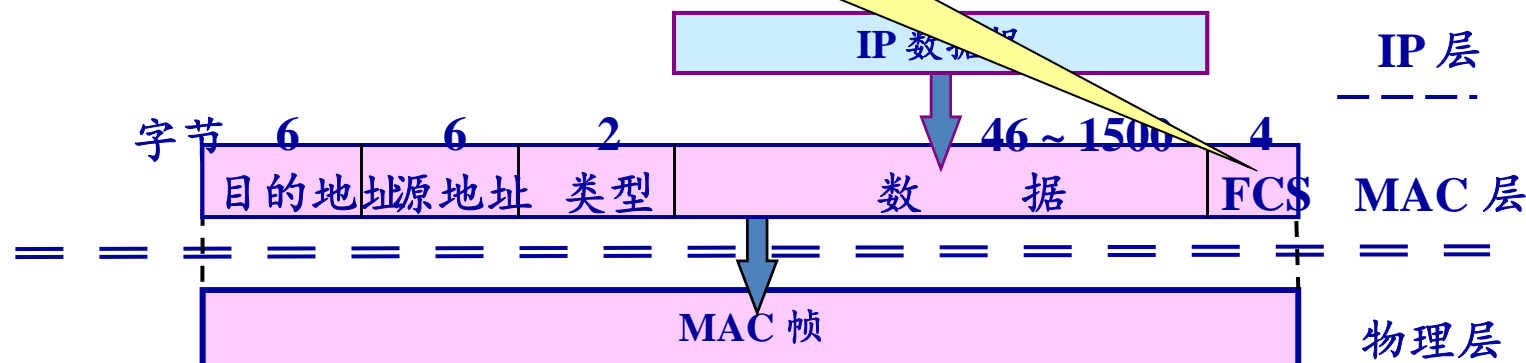 IP 数据 IP 层
字节 6 6 2 46 ~ 1500 4
目的地址 源地址 类型 数 据 FCS MAC 层
MAC 帧
物理层